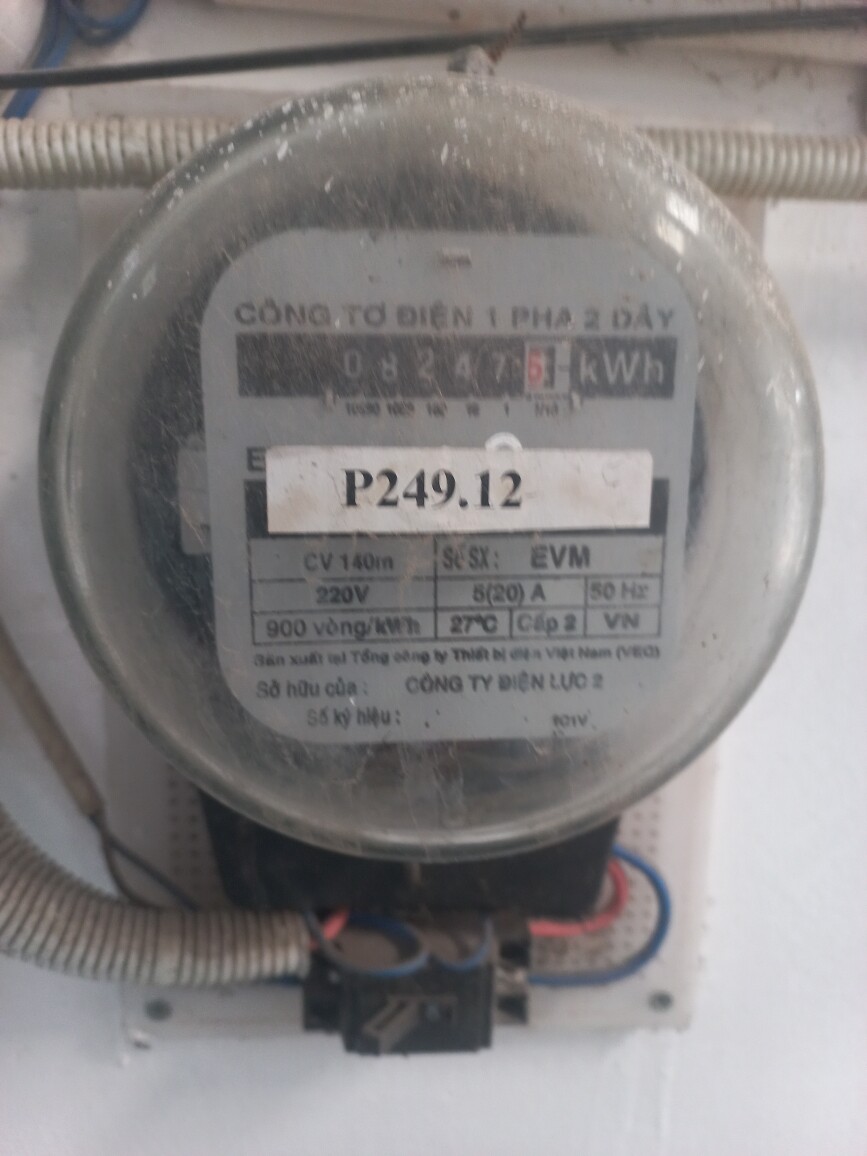 CÔNG TƠ ĐIỆN 1 PHA 2 DÂY
0 8 2 4 7 5 kWh
10000 1000 100 10 1 1/10
E
P249.12
CV 140m Số SX: EVM
220V 5(20) A 50 Hz
900 vòng/kWh 27°C Cấp 2 VN
Sản xuất tại Tổng công ty Thiết bị điện Việt Nam (VEC)
Sở hữu của: CÔNG TY ĐIỆN LỰC 2
Số ký hiệu: